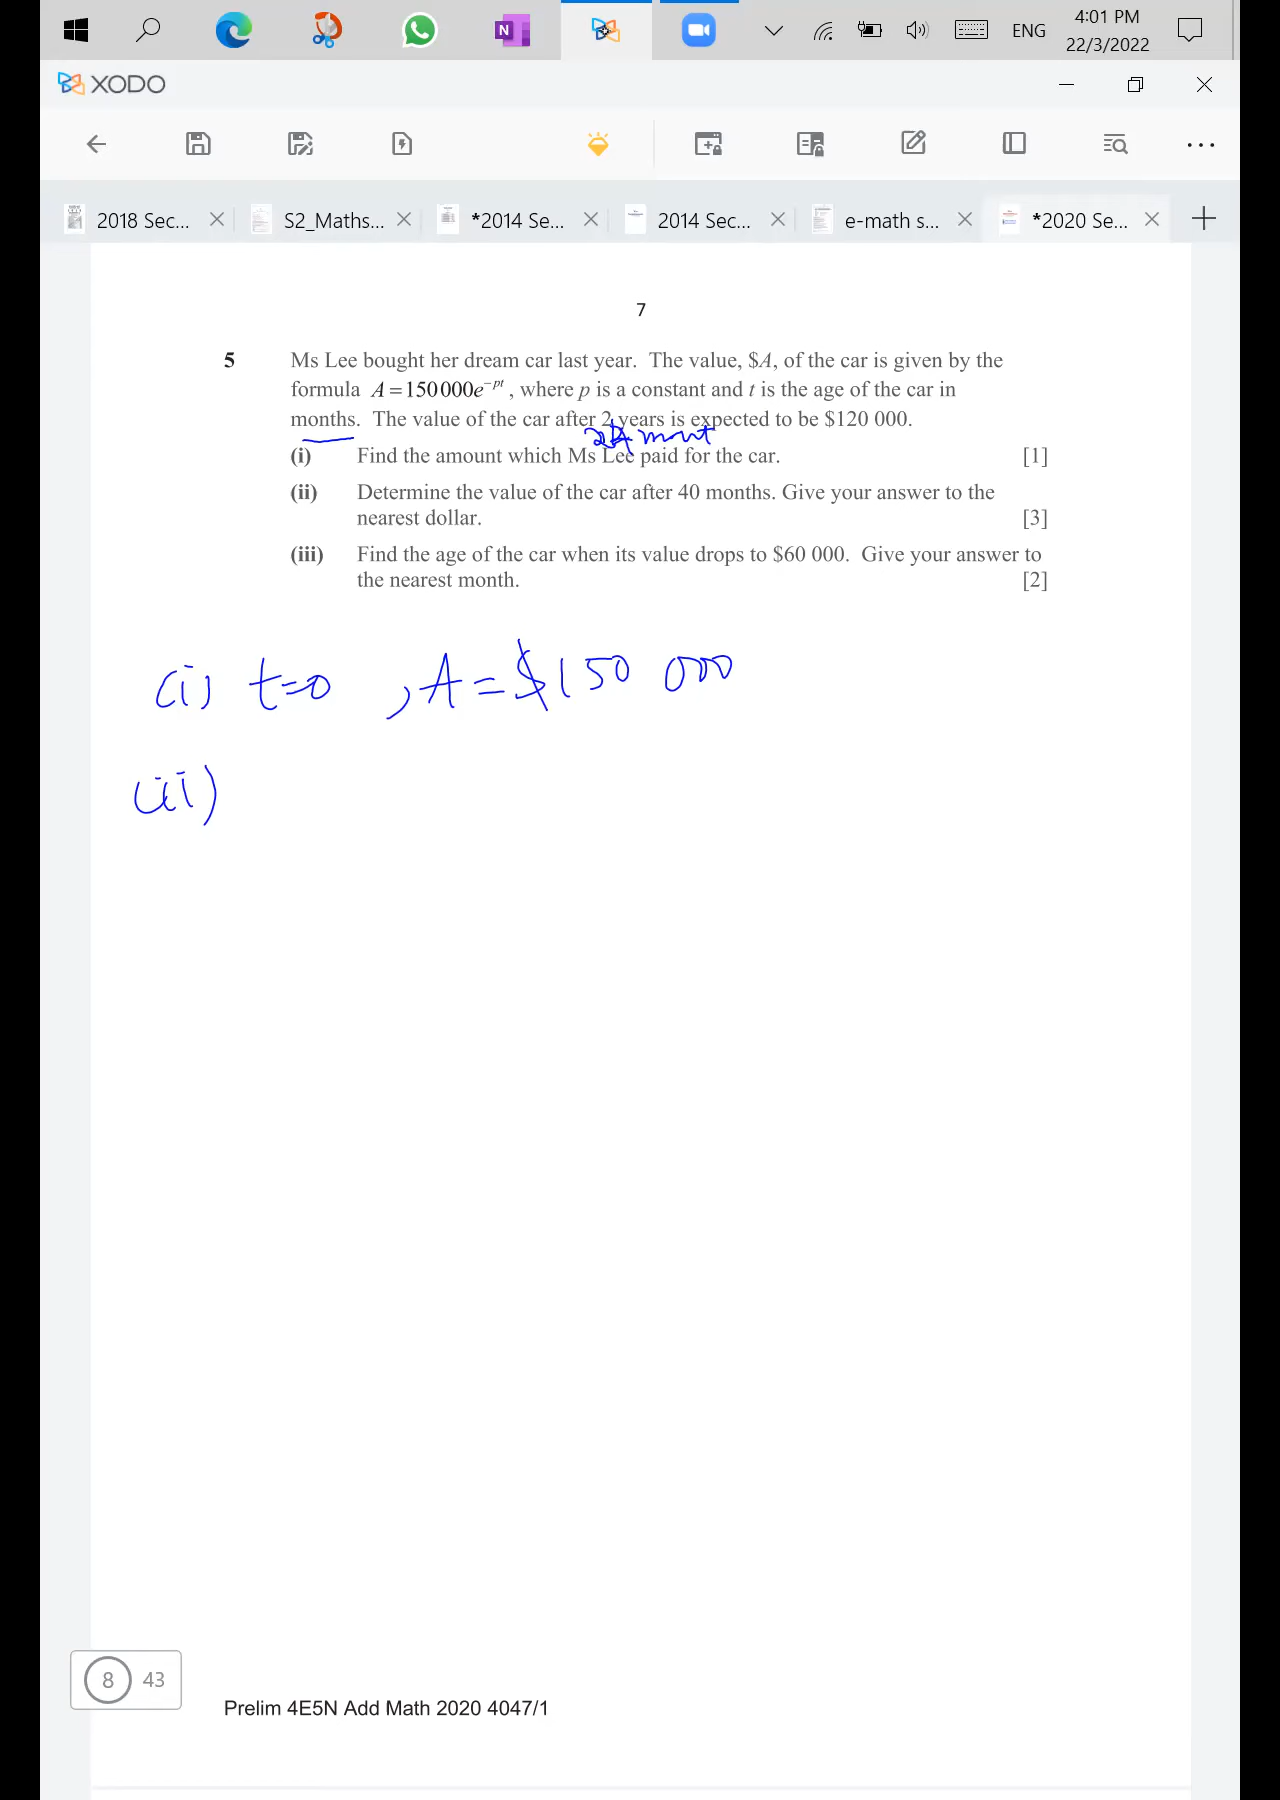 4:01 PM
ENG
22/3/2022
XODO
2018 Sec...
S2_Maths...
*2014 Se...
2014 Sec...
e-math s...
*2020 Se...
7
5 Ms Lee bought her dream car last year. The value, $A, of the car is given by the
formula A = 150000e^{-pt}, where p is a constant and t is the age of the car in
months. The value of the car after 2 years is expected to be $120 000.
24 mont
(i) Find the amount which Ms Lee paid for the car. [1]
(ii) Determine the value of the car after 40 months. Give your answer to the
nearest dollar. [3]
(iii) Find the age of the car when its value drops to $60 000. Give your answer to
the nearest month. [2]
(i) t=0 , A = $150 000
(ii)
8 43
Prelim 4E5N Add Math 2020 4047/1